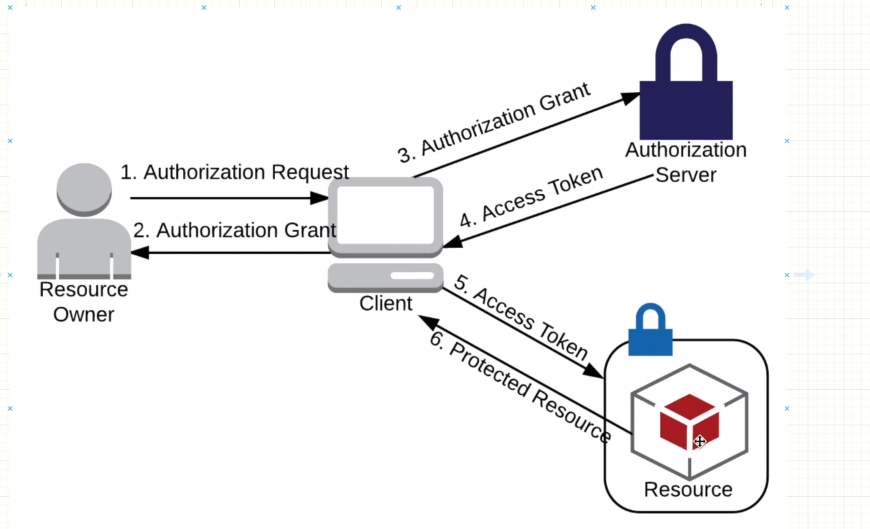 1. Authorization Request
2. Authorization Grant
3. Authorization Grant
4. Access Token
5. Access Token
6. Protected Resource
Resource
Owner
Client
Authorization
Server
Resource